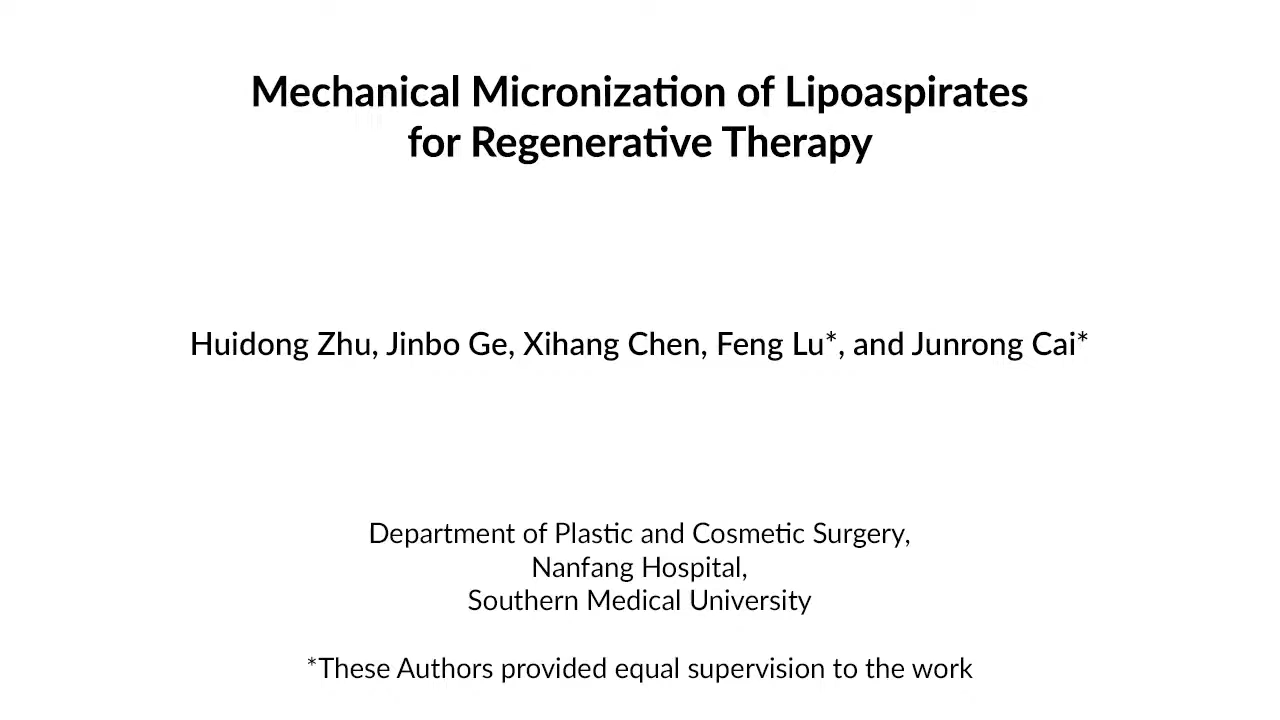 Mechanical Micronization of Lipoaspirates
for Regenerative Therapy
Huidong Zhu, Jinbo Ge, Xihang Chen, Feng Lu*, and Junrong Cai*
Department of Plastic and Cosmetic Surgery,
Nanfang Hospital,
Southern Medical University
*These Authors provided equal supervision to the work